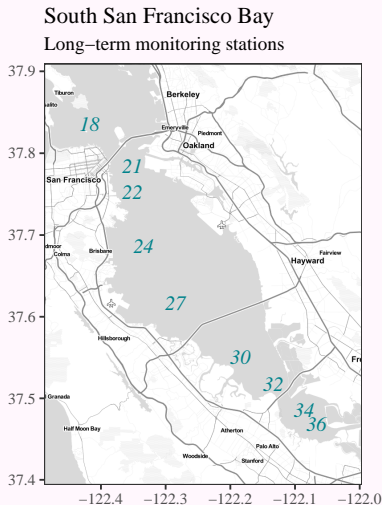 South San Francisco Bay
Long−term monitoring stations
37.9
Tiburon
Berkeley
salito
18
Emeryville
Piedmont
37.8
Oakland
21
San Francisco
22
37.7
dmoor
Colma
Brisbane
24
Fairview
Hayward
27
37.6
Hillsborough
30
Fre
32
37.5
l Granada
34
36
Half Moon Bay
Atherton
Palo Alto
Woodside
Stanford
37.4
−122.4 −122.3 −122.2 −122.1 −122.0